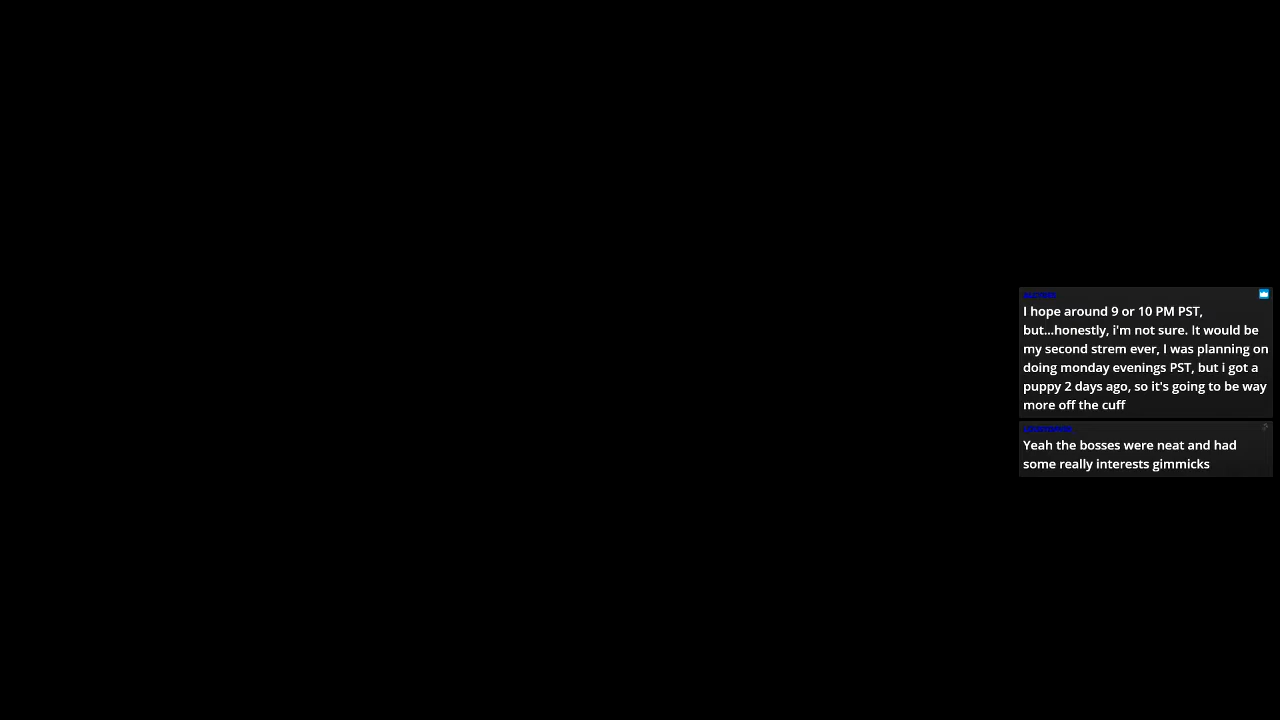 I hope around 9 or 10 PM PST,
but...honestly, i'm not sure. It would be
my second strem ever, I was planning on
doing monday evenings PST, but i got a
puppy 2 days ago, so it's going to be way
more off the cuff
Yeah the bosses were neat and had
some really interests gimmicks